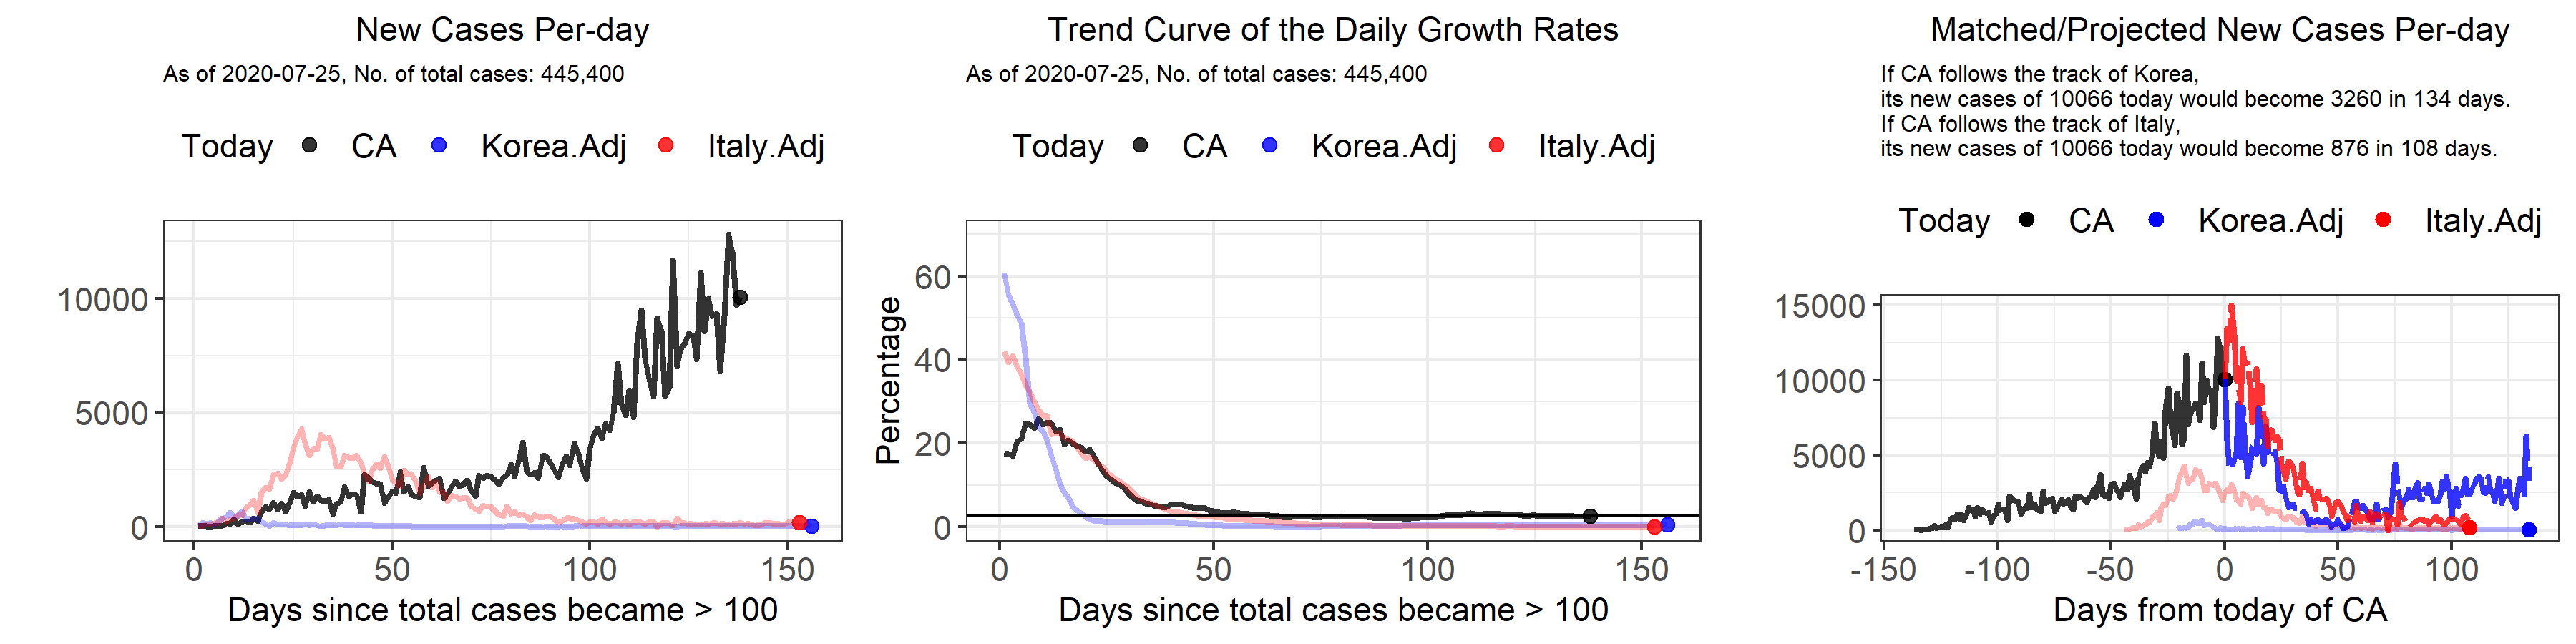 New Cases Per-day
As of 2020-07-25, No. of total cases: 445,400
Today CA Korea.Adj Italy.Adj
10000
5000
0
0 50 100 150
Days since total cases became > 100
Trend Curve of the Daily Growth Rates
As of 2020-07-25, No. of total cases: 445,400
Today CA Korea.Adj Italy.Adj
Percentage
60
40
20
0
0 50 100 150
Days since total cases became > 100
Matched/Projected New Cases Per-day
If CA follows the track of Korea,
its new cases of 10066 today would become 3260 in 134 days.
If CA follows the track of Italy,
its new cases of 10066 today would become 876 in 108 days.
Today CA Korea.Adj Italy.Adj
15000
10000
5000
0
-150 -100 -50 0 50 100
Days from today of CA